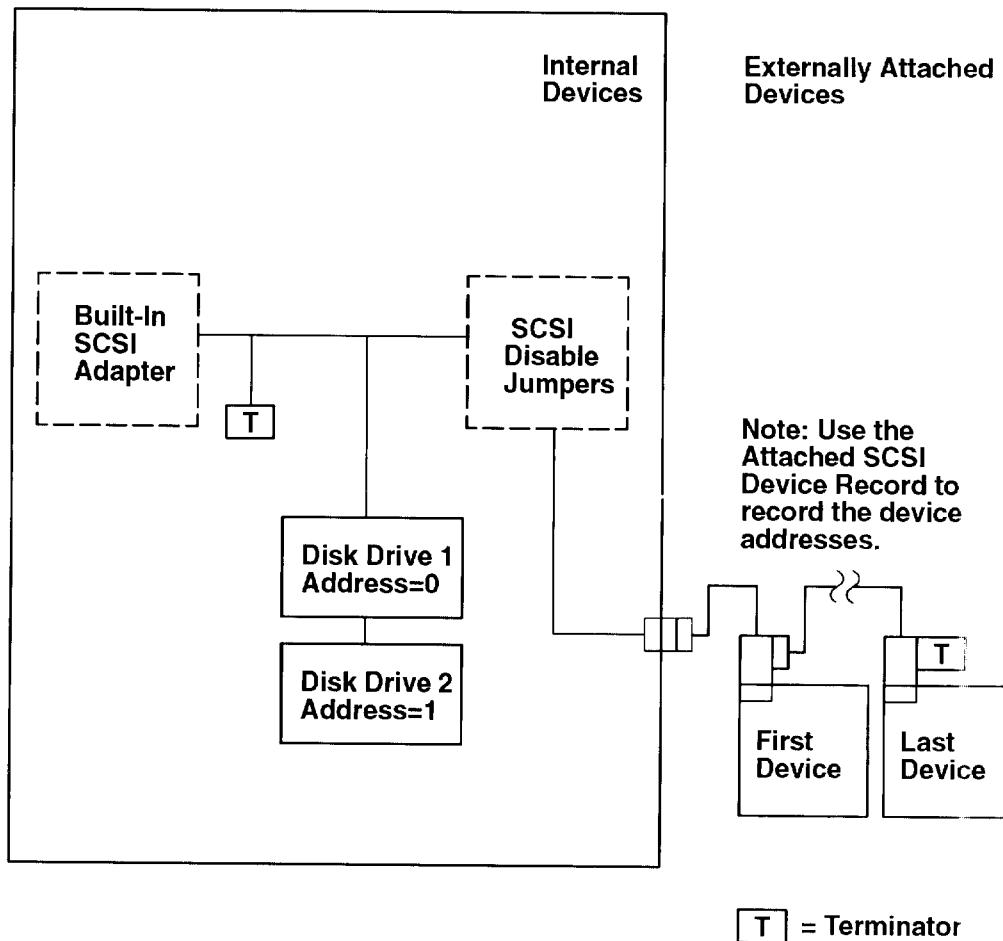 Internal
Devices
Externally Attached
Devices
Built-In
SCSI
Adapter
SCSI
Disable
Jumpers
T
Note: Use the
Attached SCSI
Device Record to
record the device
addresses.
Disk Drive 1
Address=0
Disk Drive 2
Address=1
T
First
Device
Last
Device
T = Terminator